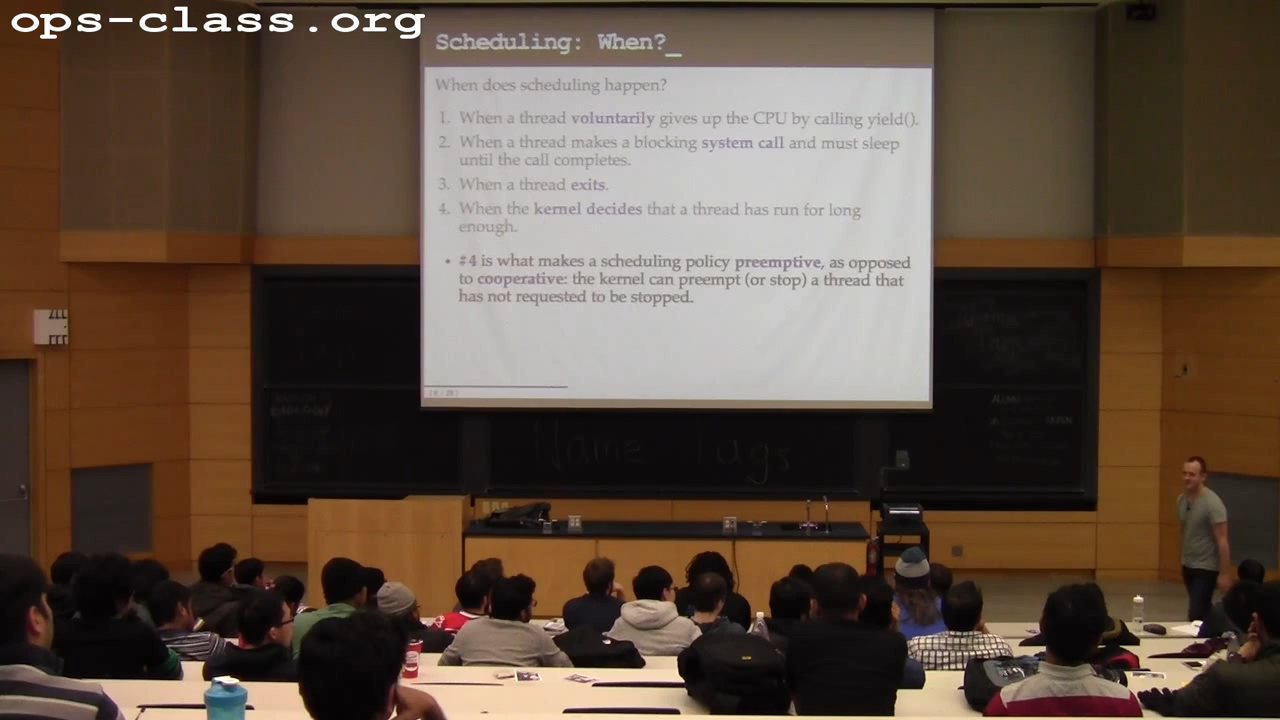 ops-class.org
Scheduling: When?_
When does scheduling happen?
1. When a thread voluntarily gives up the CPU by calling yield().
2. When a thread makes a blocking system call and must sleep
until the call completes.
3. When a thread exits.
4. When the kernel decides that a thread has run for long
enough.
• #4 is what makes a scheduling policy preemptive, as opposed
to cooperative: the kernel can preempt (or stop) a thread that
has not requested to be stopped.
Name Tags